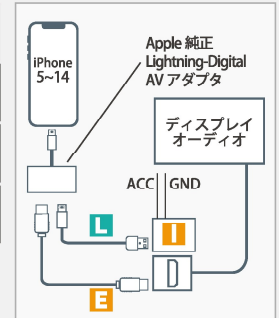 iPhone
5~14
Apple 純正
Lightning-Digital
AV アダプタ
ディスプレイ
オーディオ
ACC
GND
L
I
E